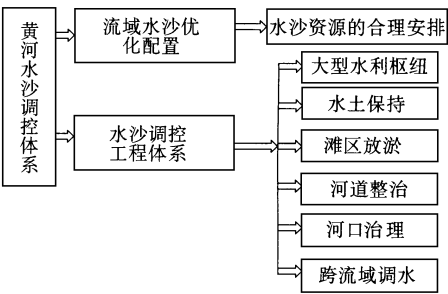 黄河水沙调控体系
流域水沙优
化配置
水沙资源的合理安排
水沙调控
工程体系
大型水利枢纽
水土保持
滩区放淤
河道整治
河口治理
跨流域调水